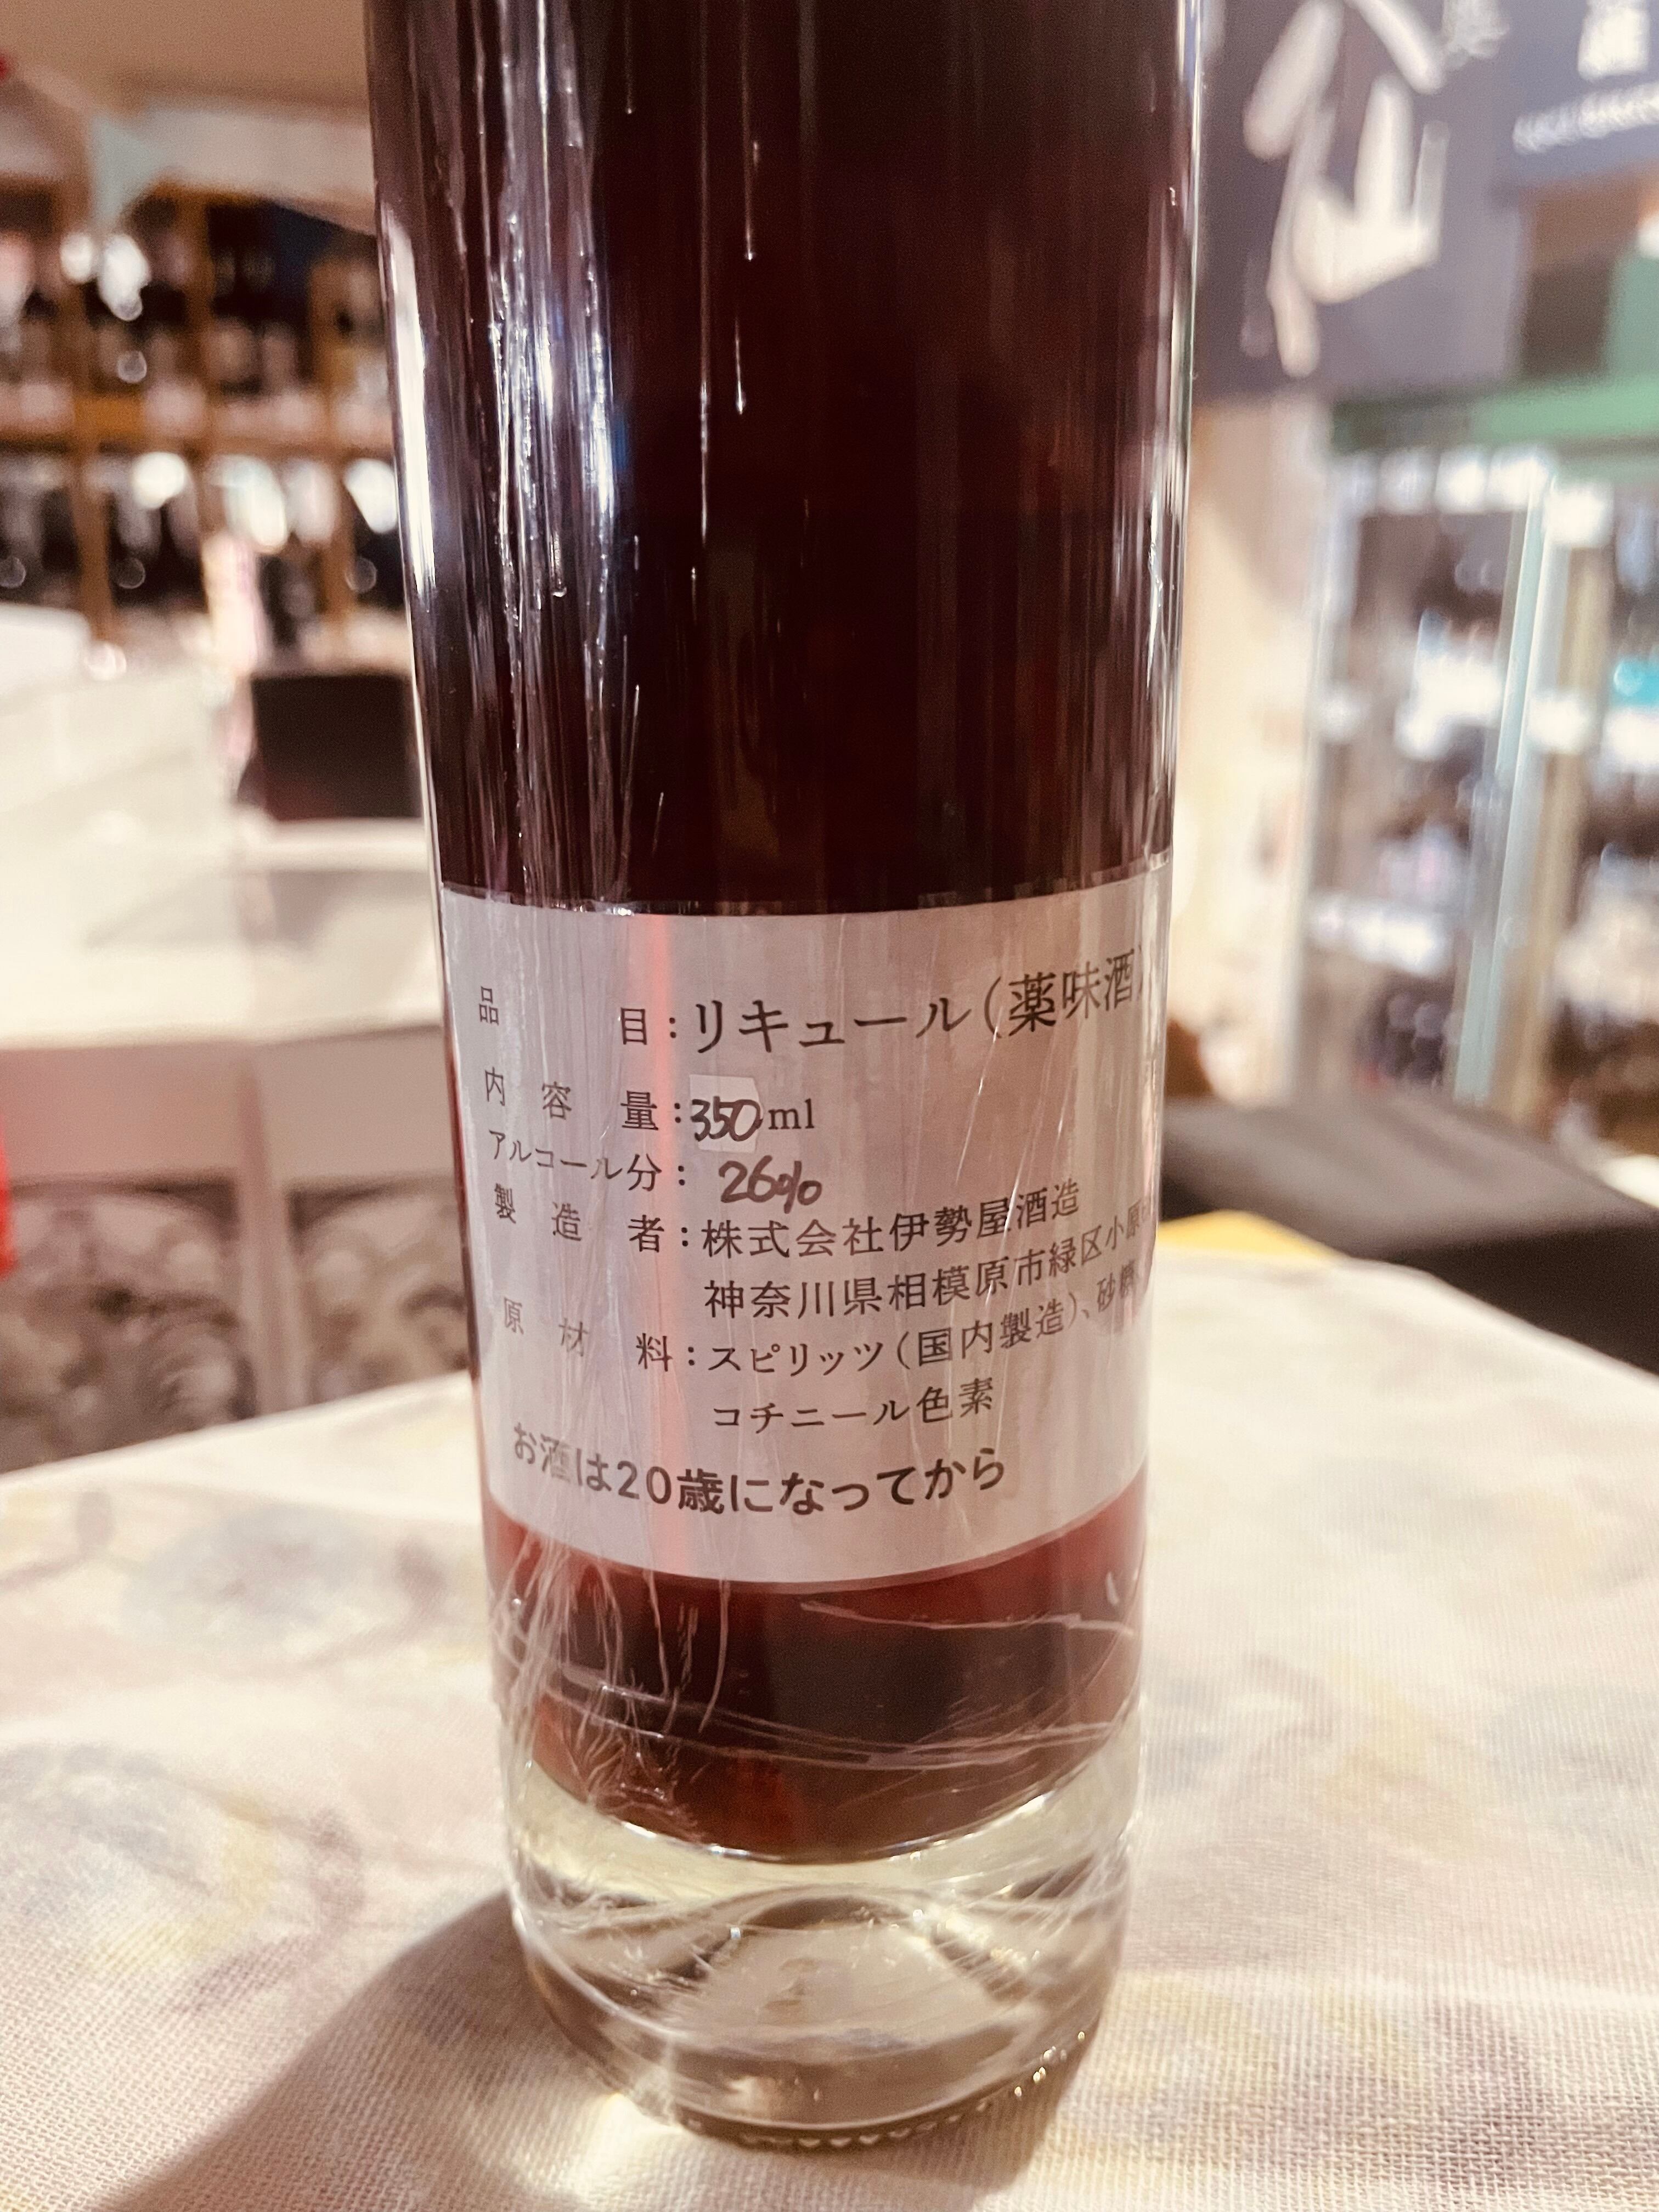 仙
品目:リキュール(薬味酒)
内容量:350ml
アルコール分: 26%
製造者:株式会社伊勢屋酒造
神奈川県相模原市緑区小原
原材料:スピリッツ(国内製造)、砂糖、
コチニール色素
お酒は20歳になってから